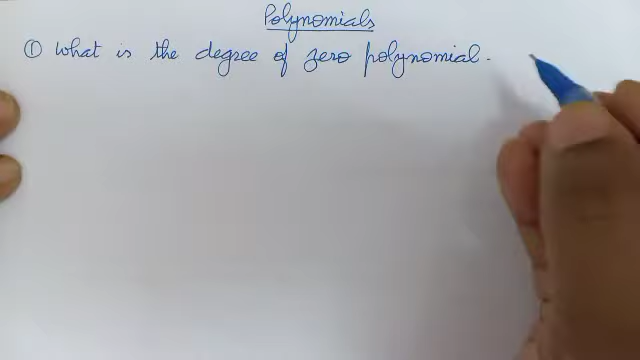 Polynomials
① What is the degree of zero polynomial.